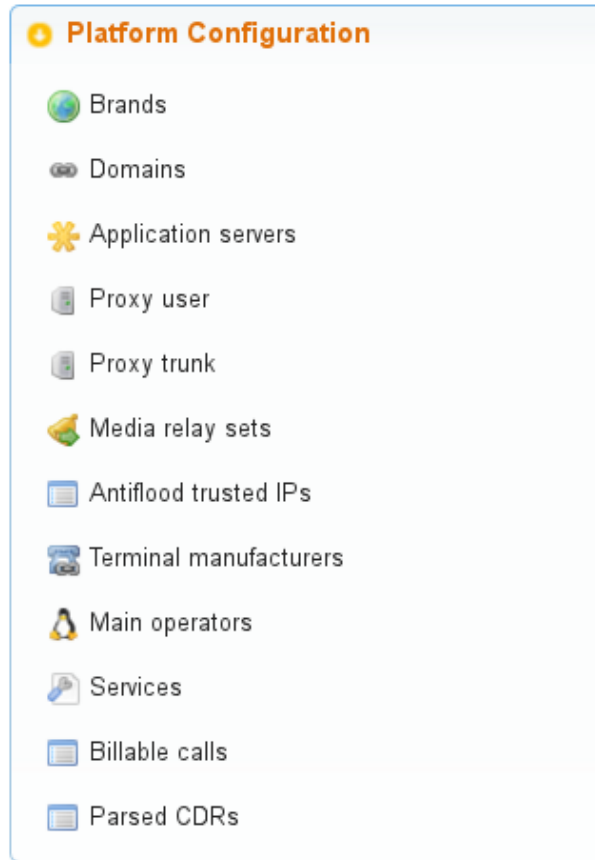 Platform Configuration
Brands
Domains
Application servers
Proxy user
Proxy trunk
Media relay sets
Antiflood trusted IPs
Terminal manufacturers
Main operators
Services
Billable calls
Parsed CDRs